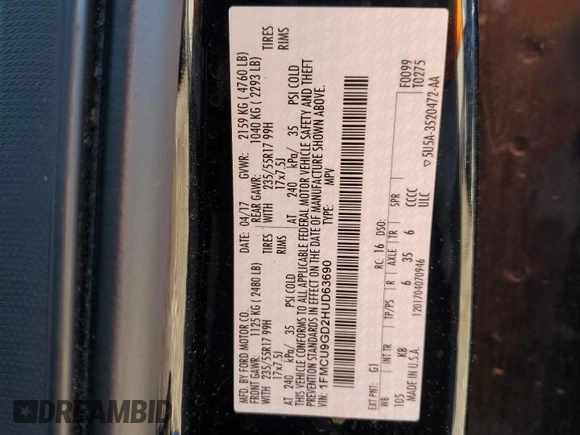 MFD. BY FORD MOTOR CO.
04/17 GVWR: 2159 KG ( 4760 LB)
FRONT GAWR: 1125 KG ( 2480 LB)
REAR GAWR: 1040 KG ( 2293 LB)
235/55R17 99H TIRES
WITH 235/55R17 99H TIRES
17x7.5J RIMS
WITH 17x7.5J RIMS
AT 240 kPa/ 35 PSI COLD
AT 240 kPa/ 35 PSI COLD
THIS VEHICLE CONFORMS TO ALL APPLICABLE FEDERAL MOTOR VEHICLE SAFETY AND THEFT
PREVENTION STANDARDS IN EFFECT ON THE DATE OF MANUFACTURE SHOWN ABOVE.
VIN: 1FMCU9GD2HUD63690
TYPE: MPV
EXT PNT: G1 RC: 16 DSO: F0099
T0275
WB INT TR TP/PS R AXLE TR SPR
105 KB 6 35 6 CCCC
ULC
MADE IN U.S.A.
1201704070946
▽5U5A-3520472-AA
© DREAMBID